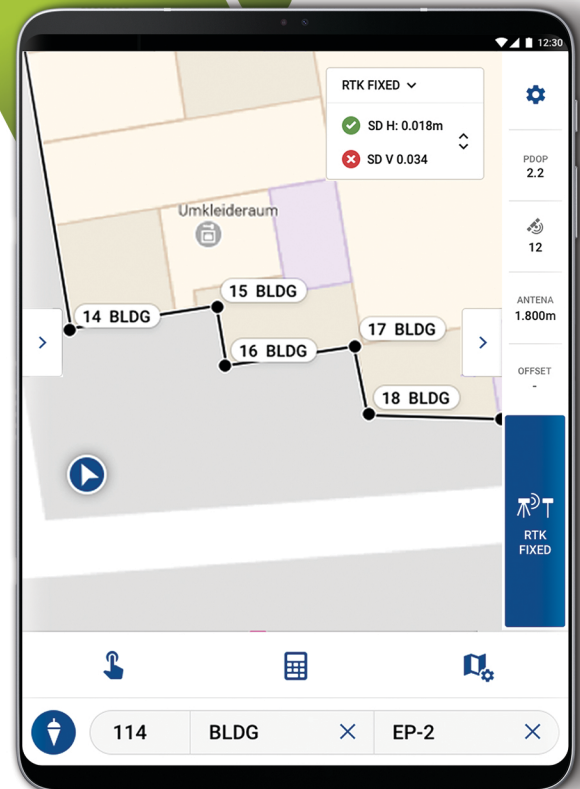 12:30
RTK FIXED
SD H: 0.018m
SD V 0.034
PDOP
2.2
12
ANTENA
1.800m
OFFSET
-
Umkleideraum
14 BLDG
15 BLDG
16 BLDG
17 BLDG
18 BLDG
RTK
FIXED
114 BLDG EP-2